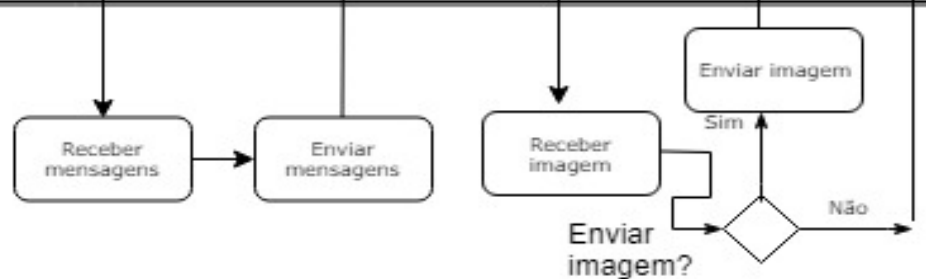 Receber
mensagens
Enviar
mensagens
Receber
imagem
Enviar imagem
Sim
Não
Enviar
imagem?